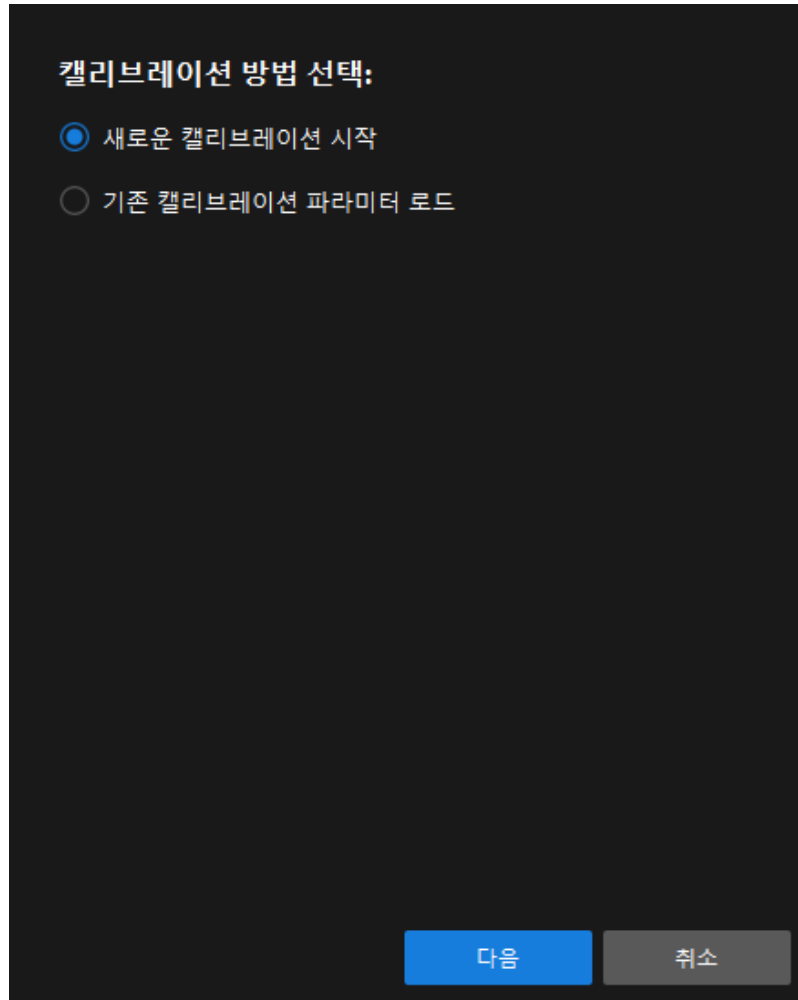 캘리브레이션 방법 선택:
새로운 캘리브레이션 시작
기존 캘리브레이션 파라미터 로드
다음
취소